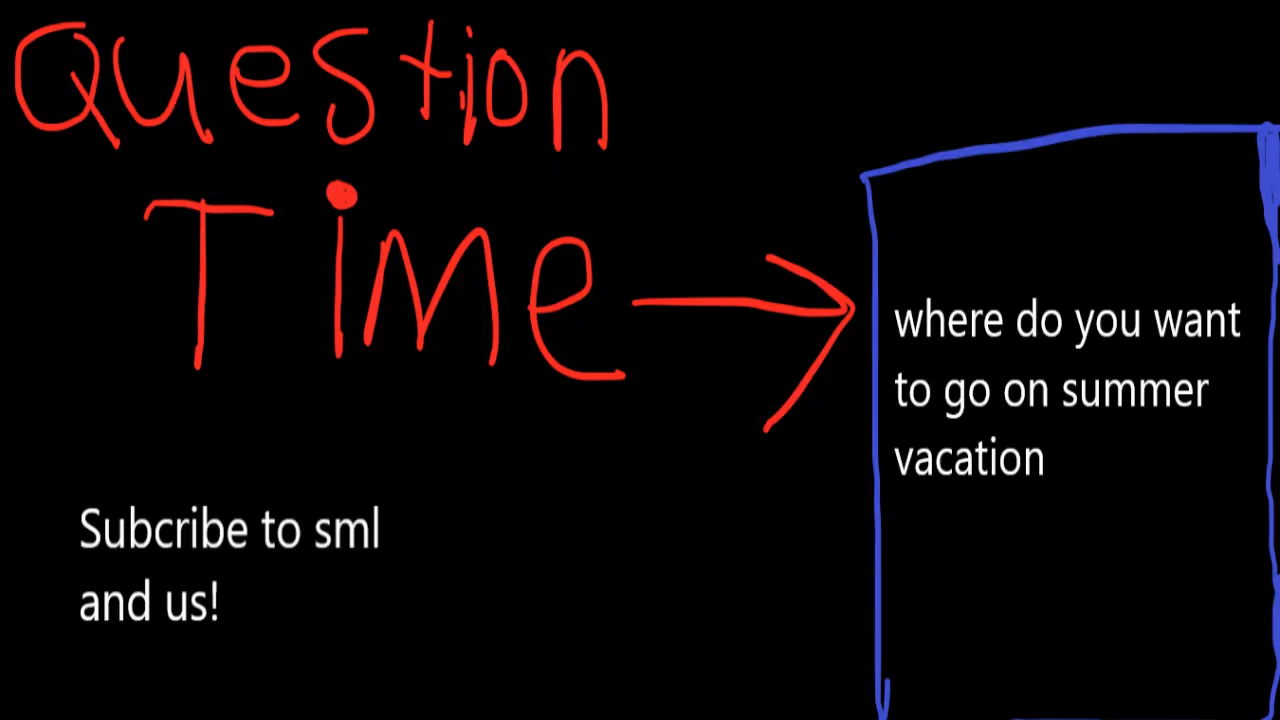 Question
Time
where do you want
to go on summer
vacation
Subcribe to sml
and us!